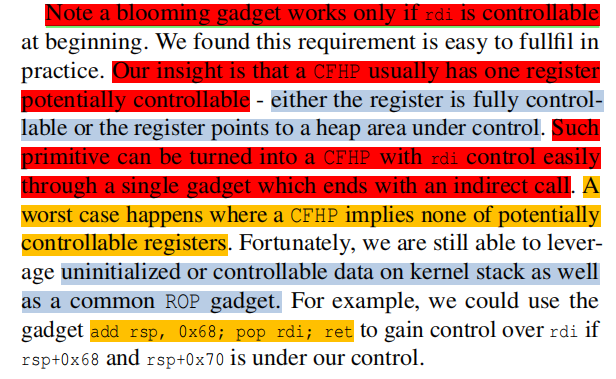 Note a blooming gadget works only if rdi is controllable
at beginning. We found this requirement is easy to fullfil in
practice. Our insight is that a CFHP usually has one register
potentially controllable - either the register is fully control-
lable or the register points to a heap area under control. Such
primitive can be turned into a CFHP with rdi control easily
through a single gadget which ends with an indirect call. A
worst case happens where a CFHP implies none of potentially
controllable registers. Fortunately, we are still able to lever-
age uninitialized or controllable data on kernel stack as well
as a common ROP gadget. For example, we could use the
gadget add rsp, 0x68; pop rdi; ret to gain control over rdi if
rsp+0x68 and rsp+0x70 is under our control.